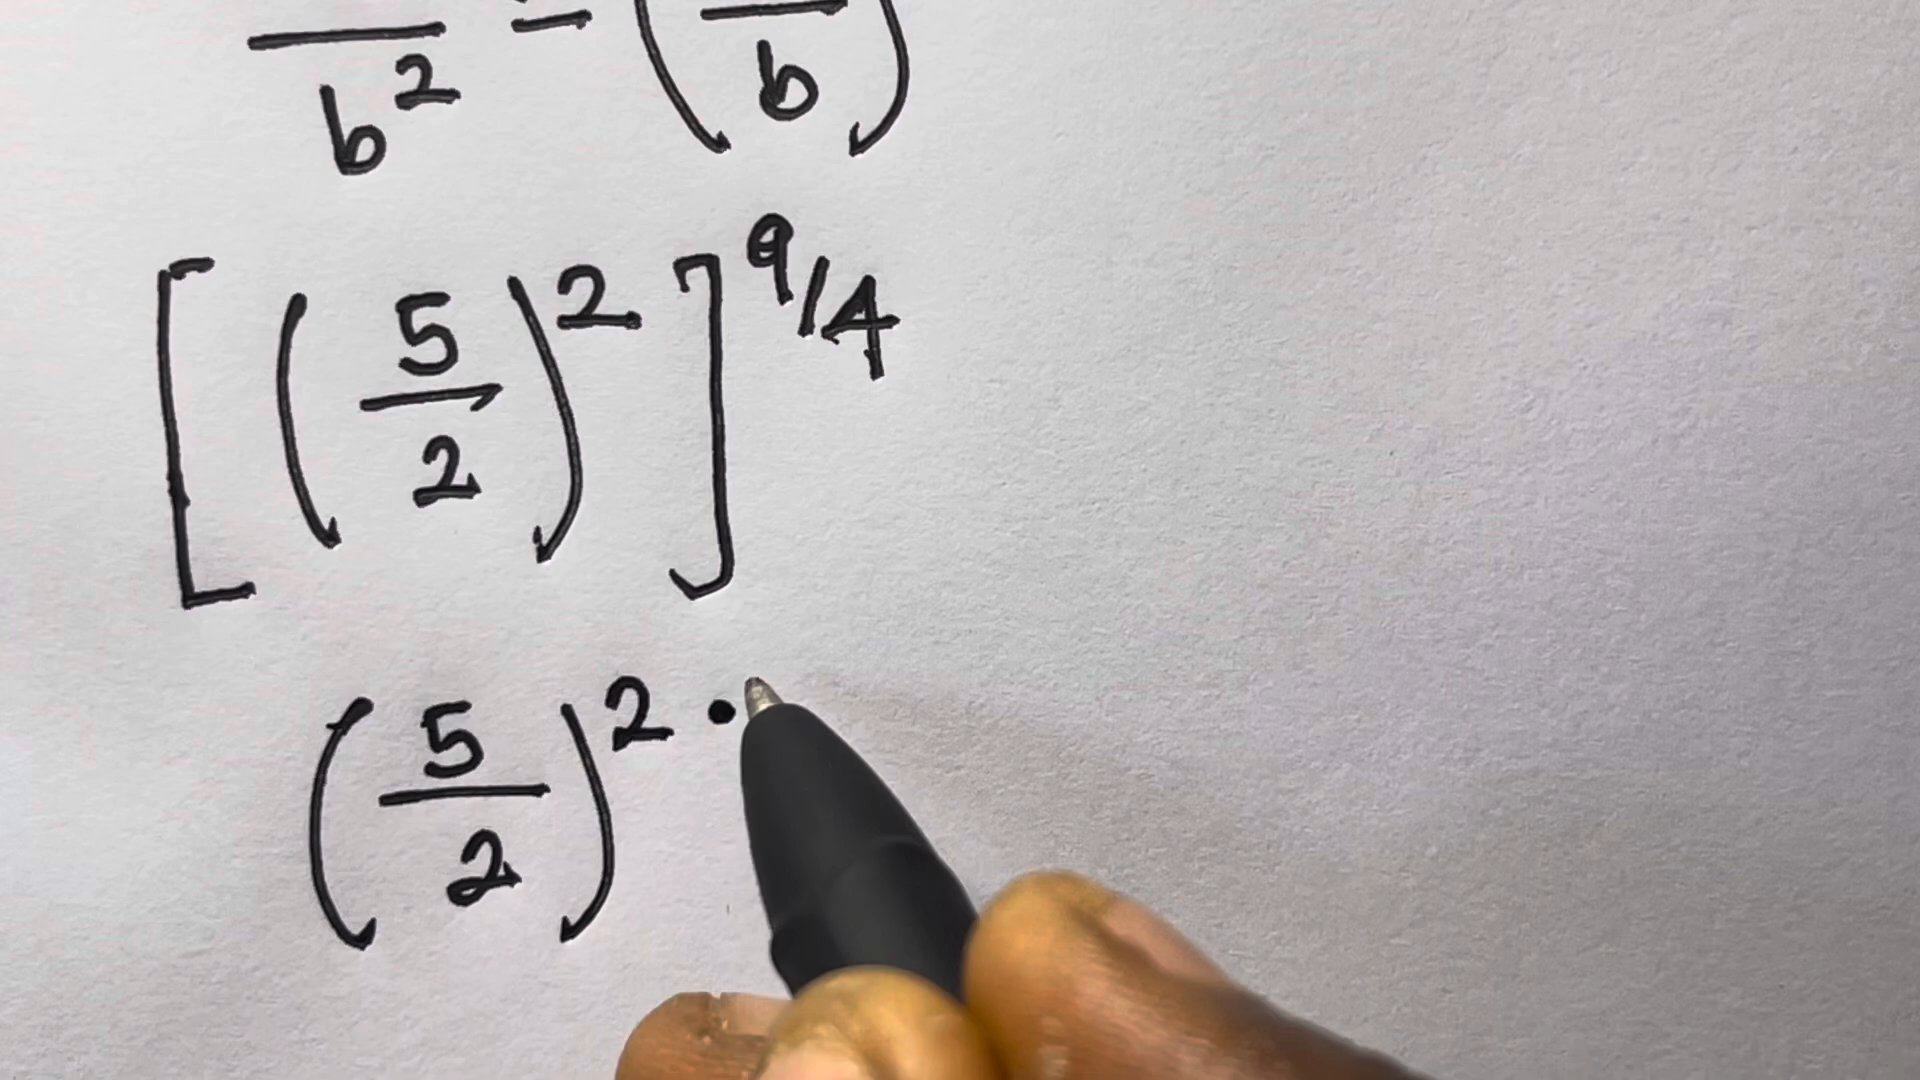 —/b² = (—/b)
[(5/2)²]^9/4
(5/2)^2 ·